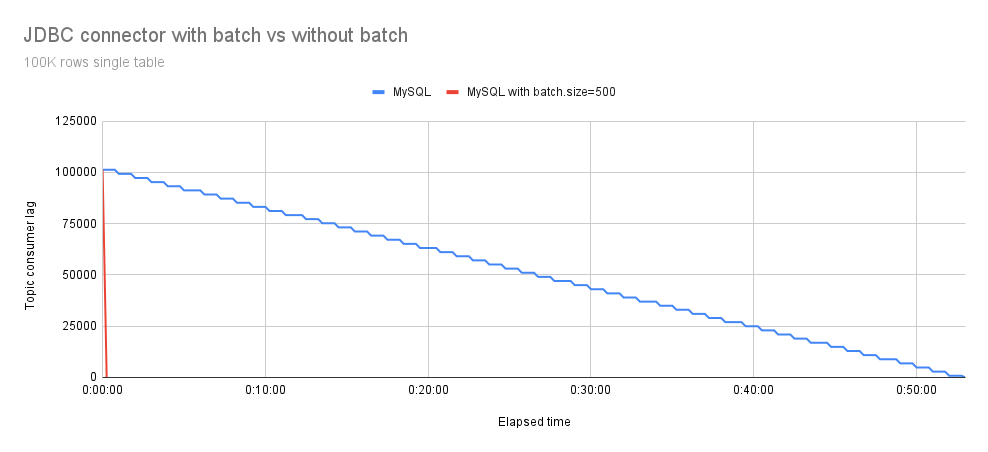 JDBC connector with batch vs without batch
100K rows single table
MySQL MySQL with batch.size=500
125000
100000
75000
50000
25000
0
Topic consumer lag
0:00:00 0:10:00 0:20:00 0:30:00 0:40:00 0:50:00
Elapsed time